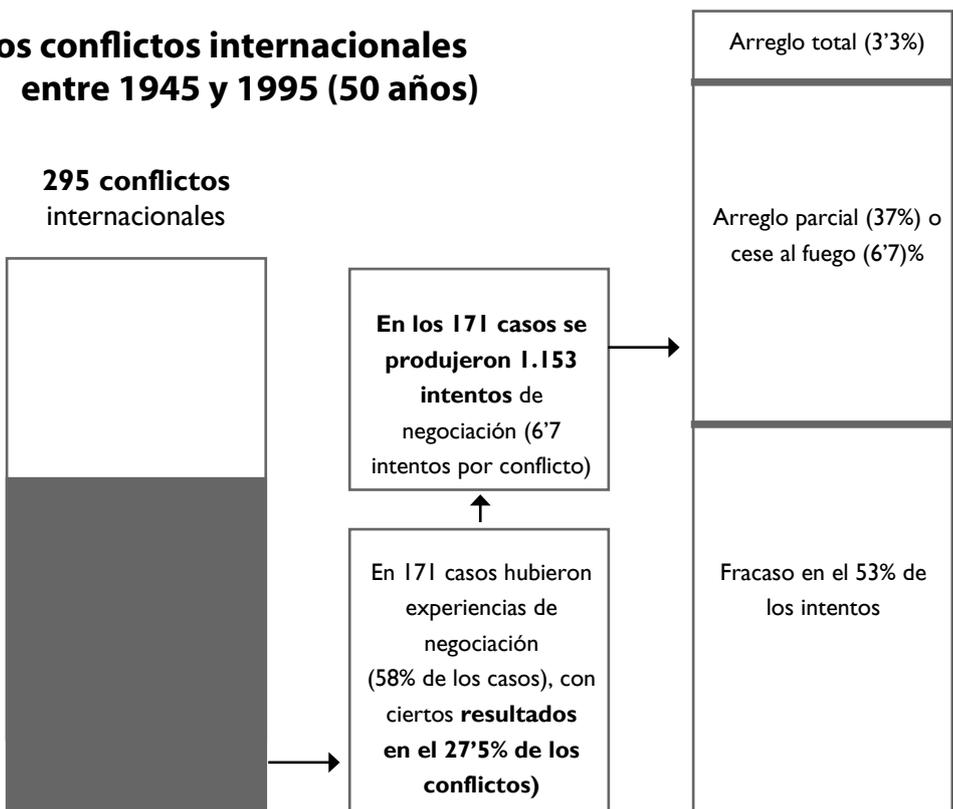 os conflictos internacionales
entre 1945 y 1995 (50 años)
295 conflictos
internacionales
En 171 casos hubieron
experiencias de
negociación
(58% de los casos), con
ciertos resultados
en el 27'5% de los
conflictos)
En los 171 casos se
produjeron 1.153
intentos de
negociación (6'7
intentos por conflicto)
Arreglo total (3'3%)
Arreglo parcial (37%) o
cese al fuego (6'7)%
Fracaso en el 53% de
los intentos